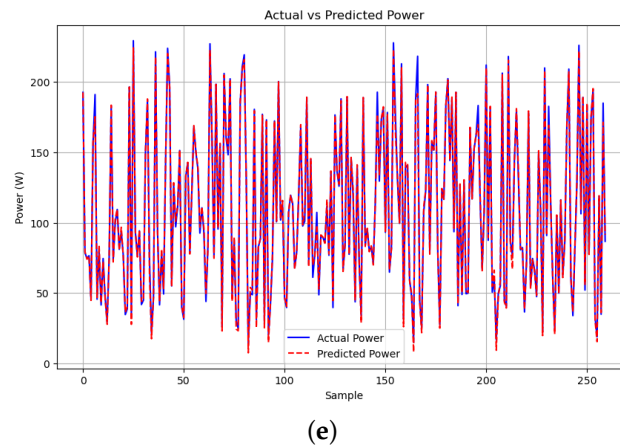 Actual vs Predicted Power
Power (W)
200
150
100
50
0
Actual Power
Predicted Power
0 50 100 150 200 250
Sample
(e)